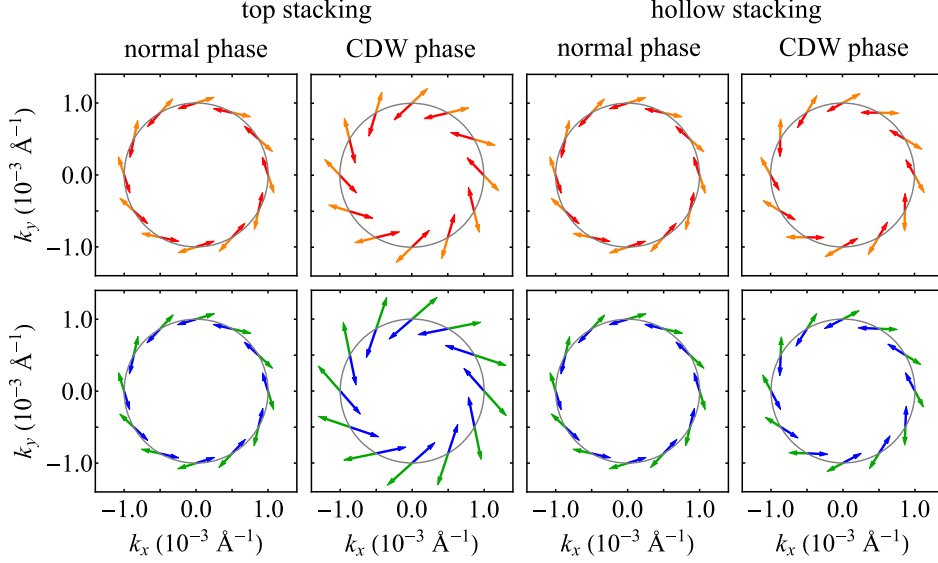 top stacking hollow stacking
normal phase CDW phase normal phase CDW phase
1.0
0.0
−1.0
k_y (10⁻³ Å⁻¹)
1.0
0.0
−1.0
k_y (10⁻³ Å⁻¹)
−1.0 0.0 1.0 −1.0 0.0 1.0 −1.0 0.0 1.0 −1.0 0.0 1.0
k_x (10⁻³ Å⁻¹) k_x (10⁻³ Å⁻¹) k_x (10⁻³ Å⁻¹) k_x (10⁻³ Å⁻¹)